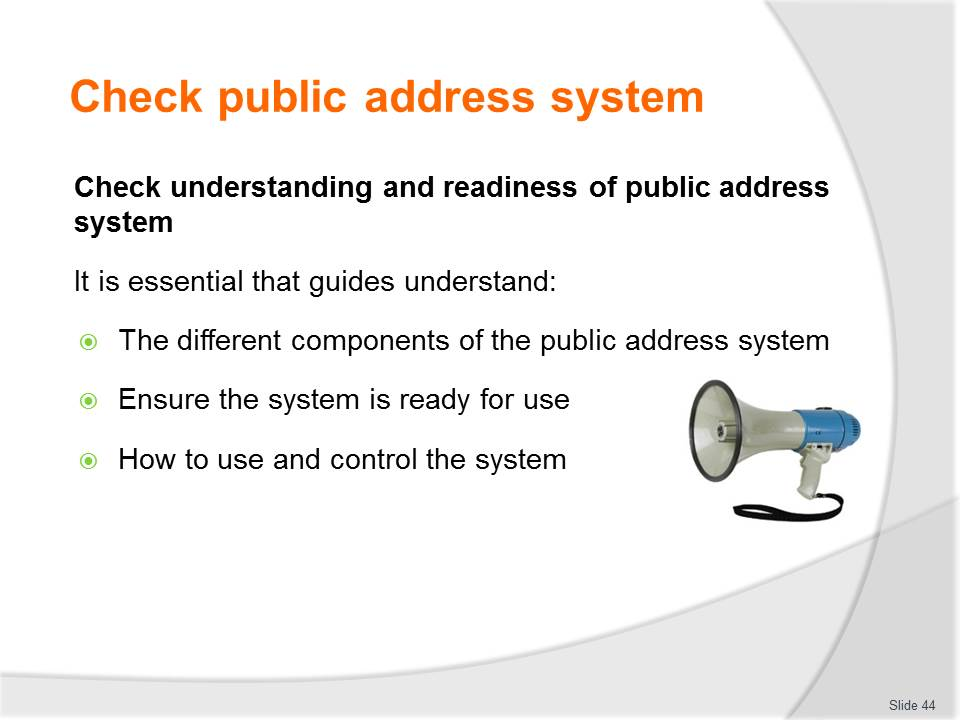 Check public address system
Check understanding and readiness of public address
system
It is essential that guides understand:
The different components of the public address system
Ensure the system is ready for use
How to use and control the system
Slide 44